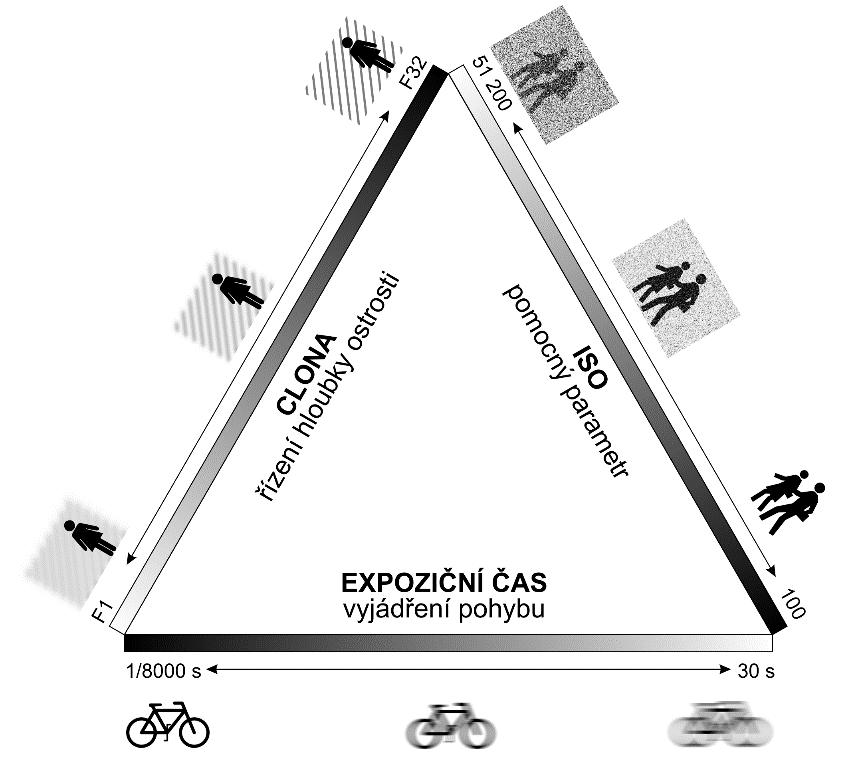 F32
51 200
CLONA
řízení hloubky ostrosti
ISO
pomocný parametr
F1
100
EXPOZIČNÍ ČAS
vyjádření pohybu
1/8000 s
30 s